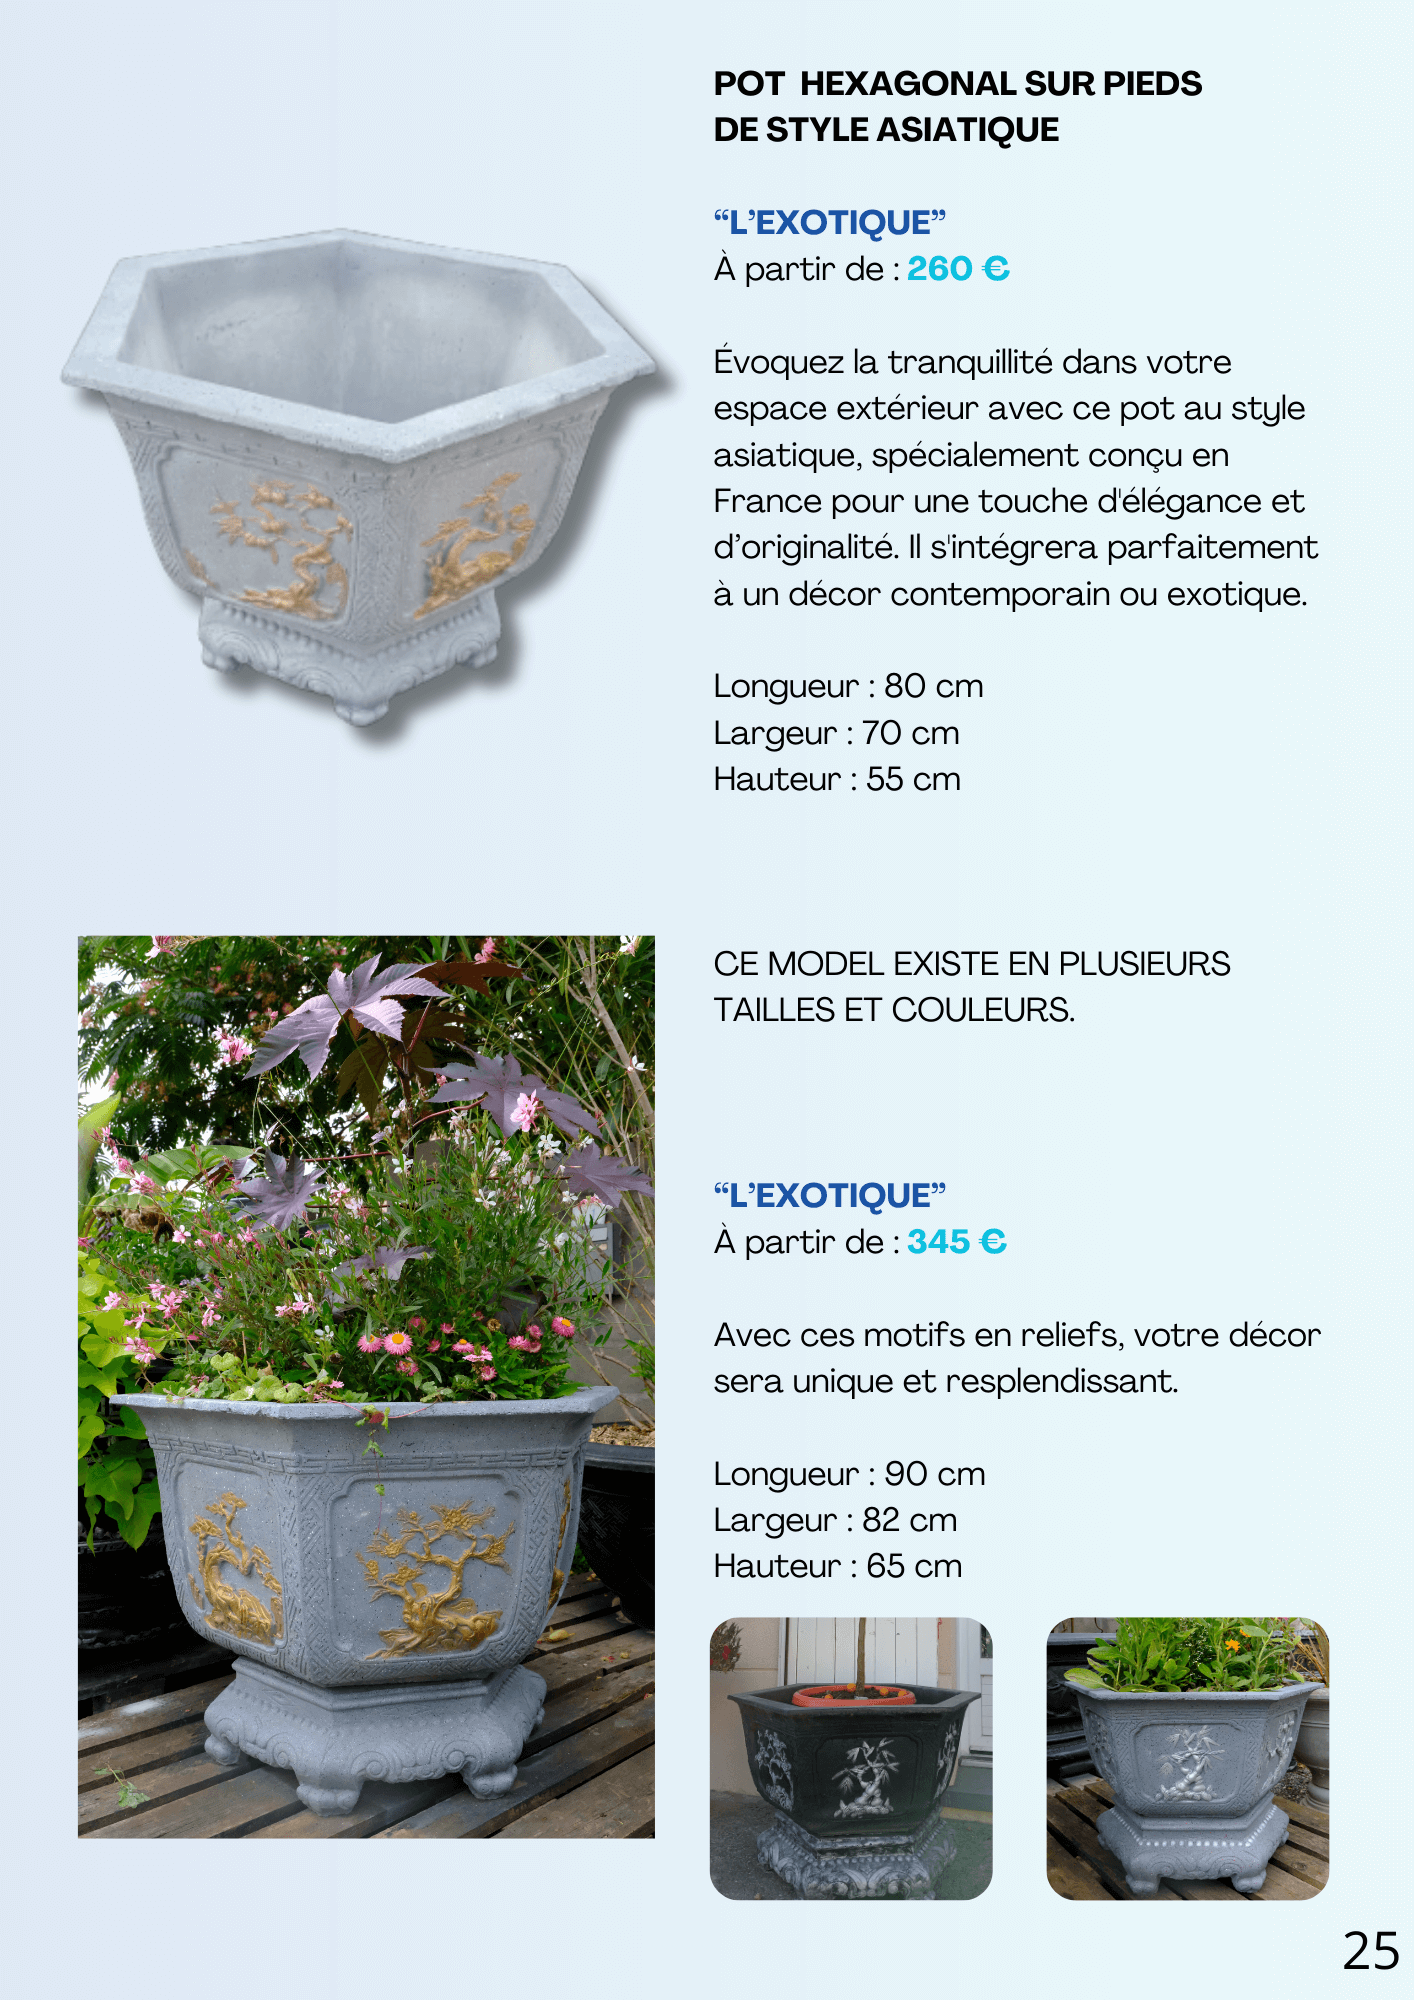 POT HEXAGONAL SUR PIEDS
DE STYLE ASIATIQUE
“L’EXOTIQUE”
À partir de : 260 €
Évoquez la tranquillité dans votre
espace extérieur avec ce pot au style
asiatique, spécialement conçu en
France pour une touche d'élégance et
d’originalité. Il s'intégrera parfaitement
à un décor contemporain ou exotique.
Longueur : 80 cm
Largeur : 70 cm
Hauteur : 55 cm
CE MODEL EXISTE EN PLUSIEURS
TAILLES ET COULEURS.
“L’EXOTIQUE”
À partir de : 345 €
Avec ces motifs en reliefs, votre décor
sera unique et resplendissant.
Longueur : 90 cm
Largeur : 82 cm
Hauteur : 65 cm
25